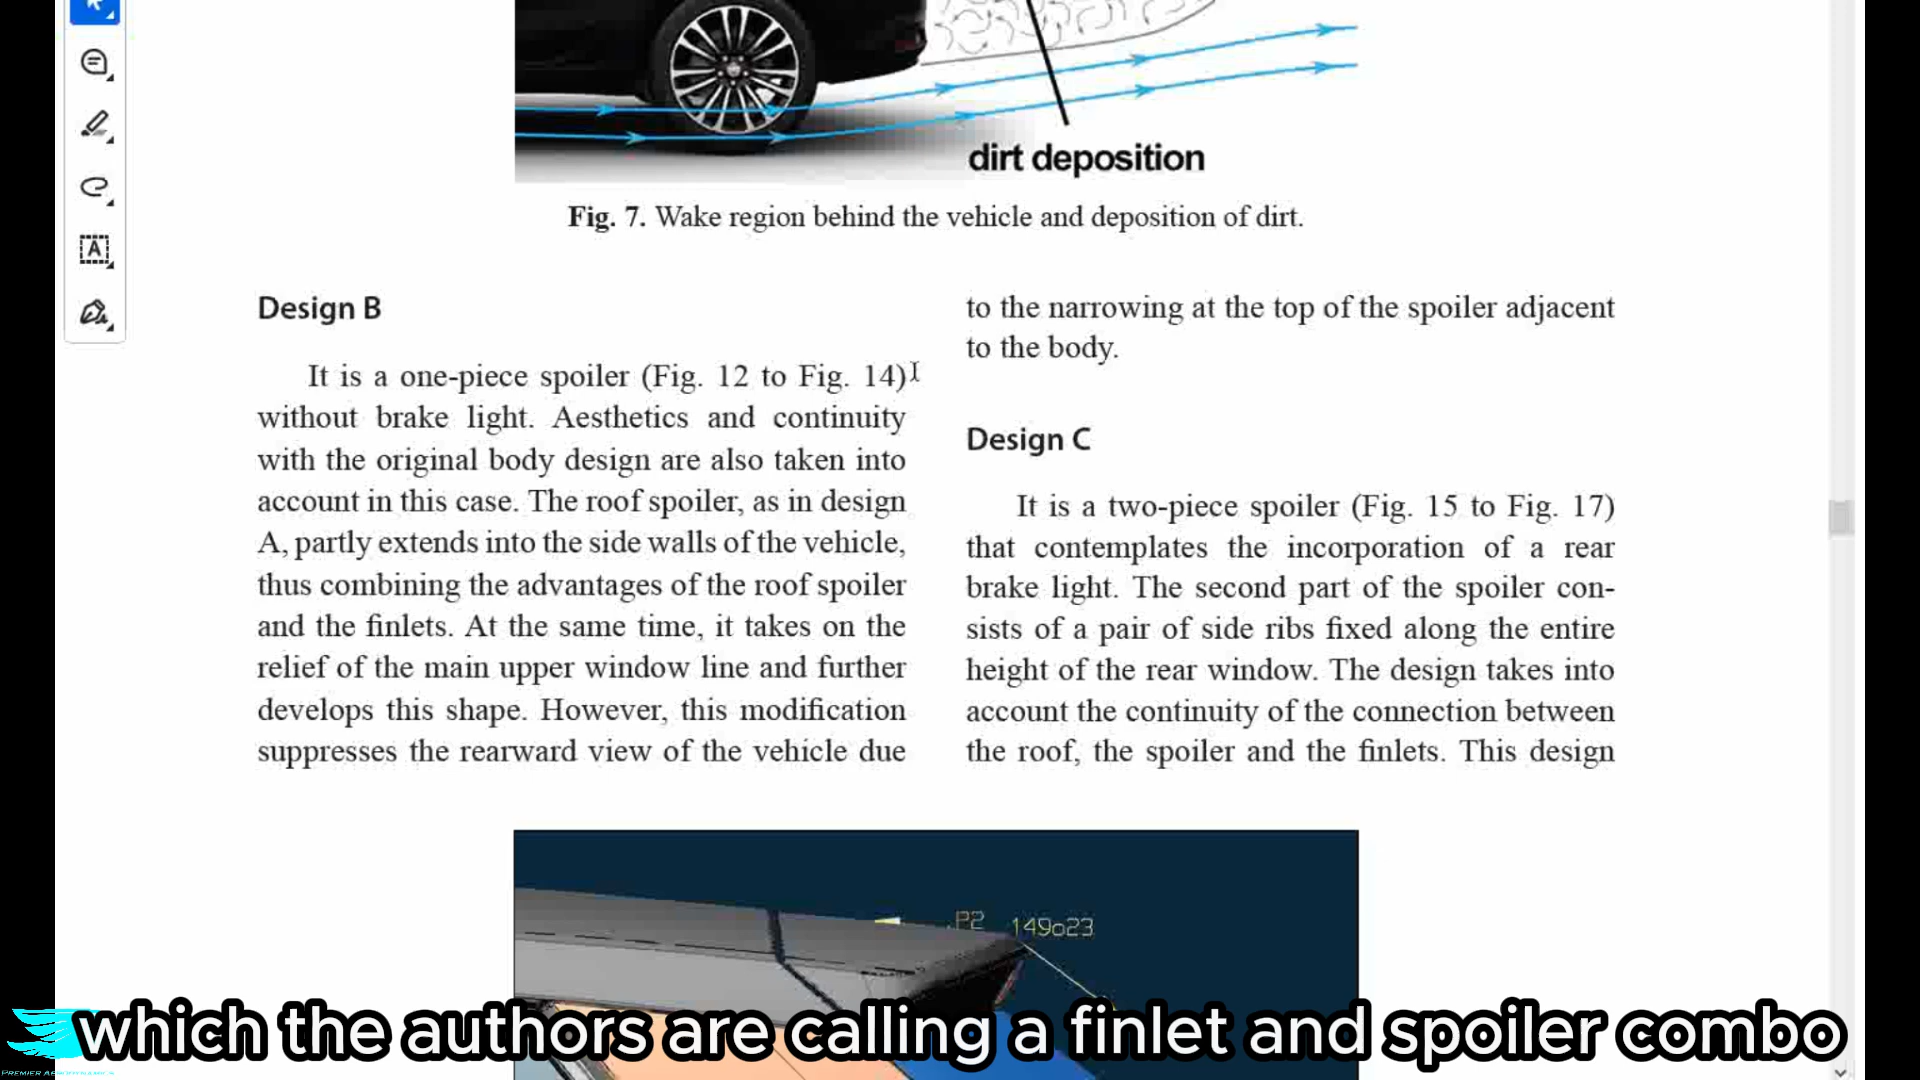 dirt deposition
Fig. 7. Wake region behind the vehicle and deposition of dirt.
Design B
It is a one-piece spoiler (Fig. 12 to Fig. 14)
without brake light. Aesthetics and continuity
with the original body design are also taken into
account in this case. The roof spoiler, as in design
A, partly extends into the side walls of the vehicle,
thus combining the advantages of the roof spoiler
and the finlets. At the same time, it takes on the
relief of the main upper window line and further
develops this shape. However, this modification
suppresses the rearward view of the vehicle due
to the narrowing at the top of the spoiler adjacent
to the body.
Design C
It is a two-piece spoiler (Fig. 15 to Fig. 17)
that contemplates the incorporation of a rear
brake light. The second part of the spoiler con-
sists of a pair of side ribs fixed along the entire
height of the rear window. The design takes into
account the continuity of the connection between
the roof, the spoiler and the finlets. This design
P2 149o23
which the authors are calling a finlet and spoiler combo
PREMIER AERODYNAMICS